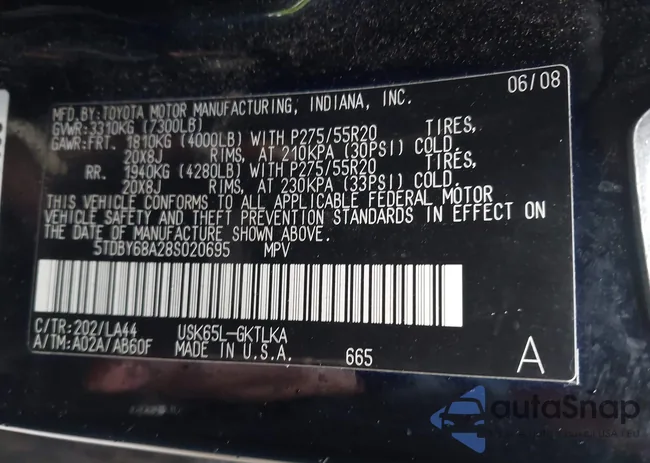 06/08
MFD.BY:TOYOTA MOTOR MANUFACTURING, INDIANA, INC.
GVWR:3310KG (7300LB)
GAWR:FRT. 1810KG (4000LB) WITH P275/55R20 TIRES,
20X8J RIMS, AT 210KPA (30PSI) COLD.
RR. 1940KG (4280LB) WITH P275/55R20 TIRES,
20X8J RIMS, AT 230KPA (33PSI) COLD.
THIS VEHICLE CONFORMS TO ALL APPLICABLE FEDERAL MOTOR
VEHICLE SAFETY AND THEFT PREVENTION STANDARDS IN EFFECT ON
THE DATE OF MANUFACTURE SHOWN ABOVE.
5TDBY68A28S020695 MPV
C/TR:202/LA44 USK65L-GKTLKA
A/TM:A02A/AB60F MADE IN U.S.A. 665 A
autoSnap